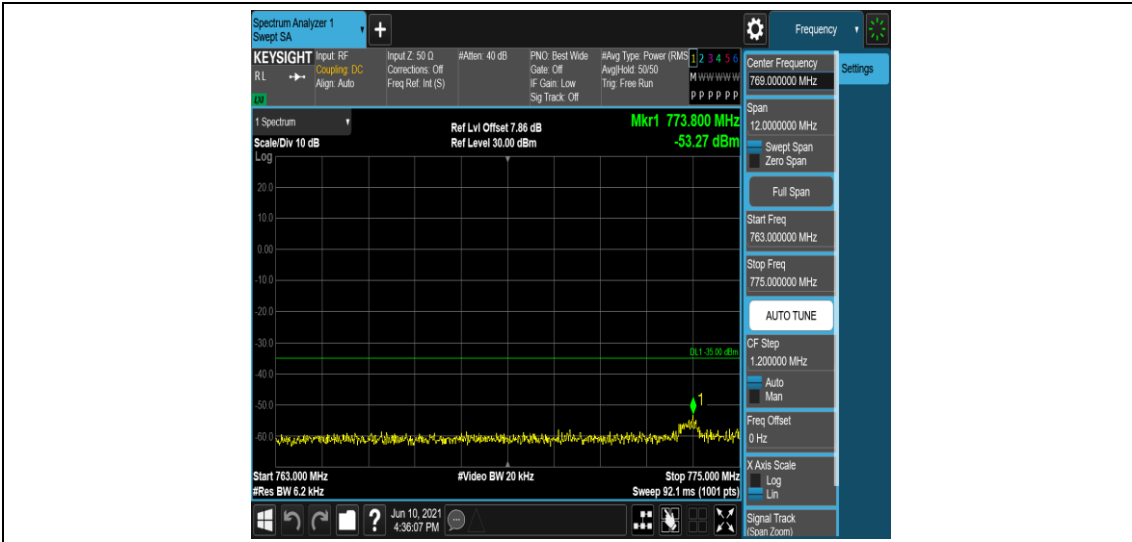 Spectrum Analyzer 1
Swept SA
+
Frequency
KEYSIGHT
RL
Input: RF
Coupling: DC
Align: Auto
Input Z: 50 Ω
Corrections: Off
Freq Ref: Int (S)
#Atten: 40 dB
PNO: Best Wide
Gate: Off
IF Gain: Low
Sig Track: Off
#Avg Type: Power (RMS
Avg|Hold: 50/50
Trig: Free Run
1 2 3 4 5 6
M W W W W W
P P P P P P
1 Spectrum
Scale/Div 10 dB
Log
Ref Lvl Offset 7.86 dB
Ref Level 30.00 dBm
Mkr1 773.800 MHz
-53.27 dBm
20.0
10.0
0.00
-10.0
-20.0
-30.0
DL1 -35.00 dBm
-40.0
-50.0
1
-60.0
Start 763.000 MHz
#Res BW 6.2 kHz
#Video BW 20 kHz
Stop 775.000 MHz
Sweep 92.1 ms (1001 pts)
Center Frequency
769.000000 MHz
Settings
Span
12.0000000 MHz
Swept Span
Zero Span
Full Span
Start Freq
763.000000 MHz
Stop Freq
775.000000 MHz
AUTO TUNE
CF Step
1.200000 MHz
Auto
Man
Freq Offset
0 Hz
X Axis Scale
Log
Lin
Signal Track
(Span Zoom)
?
Jun 10, 2021
4:36:07 PM